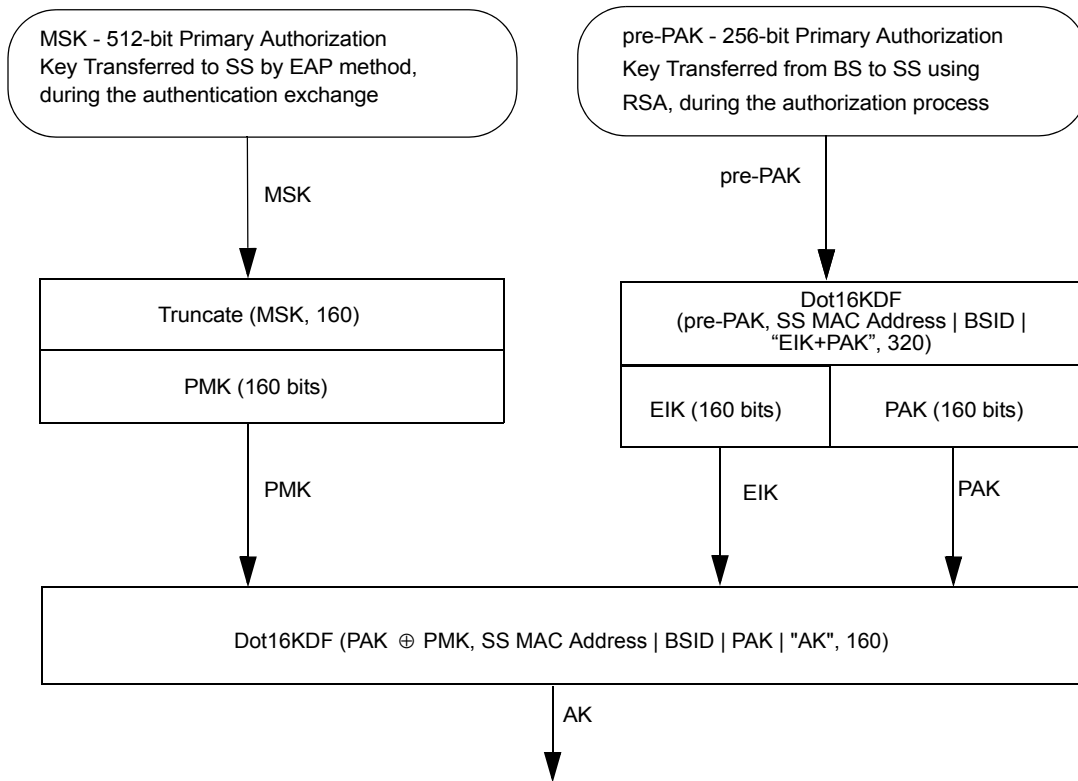 MSK - 512-bit Primary Authorization
Key Transferred to SS by EAP method,
during the authentication exchange
pre-PAK - 256-bit Primary Authorization
Key Transferred from BS to SS using
RSA, during the authorization process
MSK
pre-PAK
Truncate (MSK, 160)
PMK (160 bits)
Dot16KDF
(pre-PAK, SS MAC Address | BSID |
“EIK+PAK”, 320)
EIK (160 bits)
PAK (160 bits)
PMK
EIK
PAK
Dot16KDF (PAK ⊕ PMK, SS MAC Address | BSID | PAK | "AK", 160)
AK